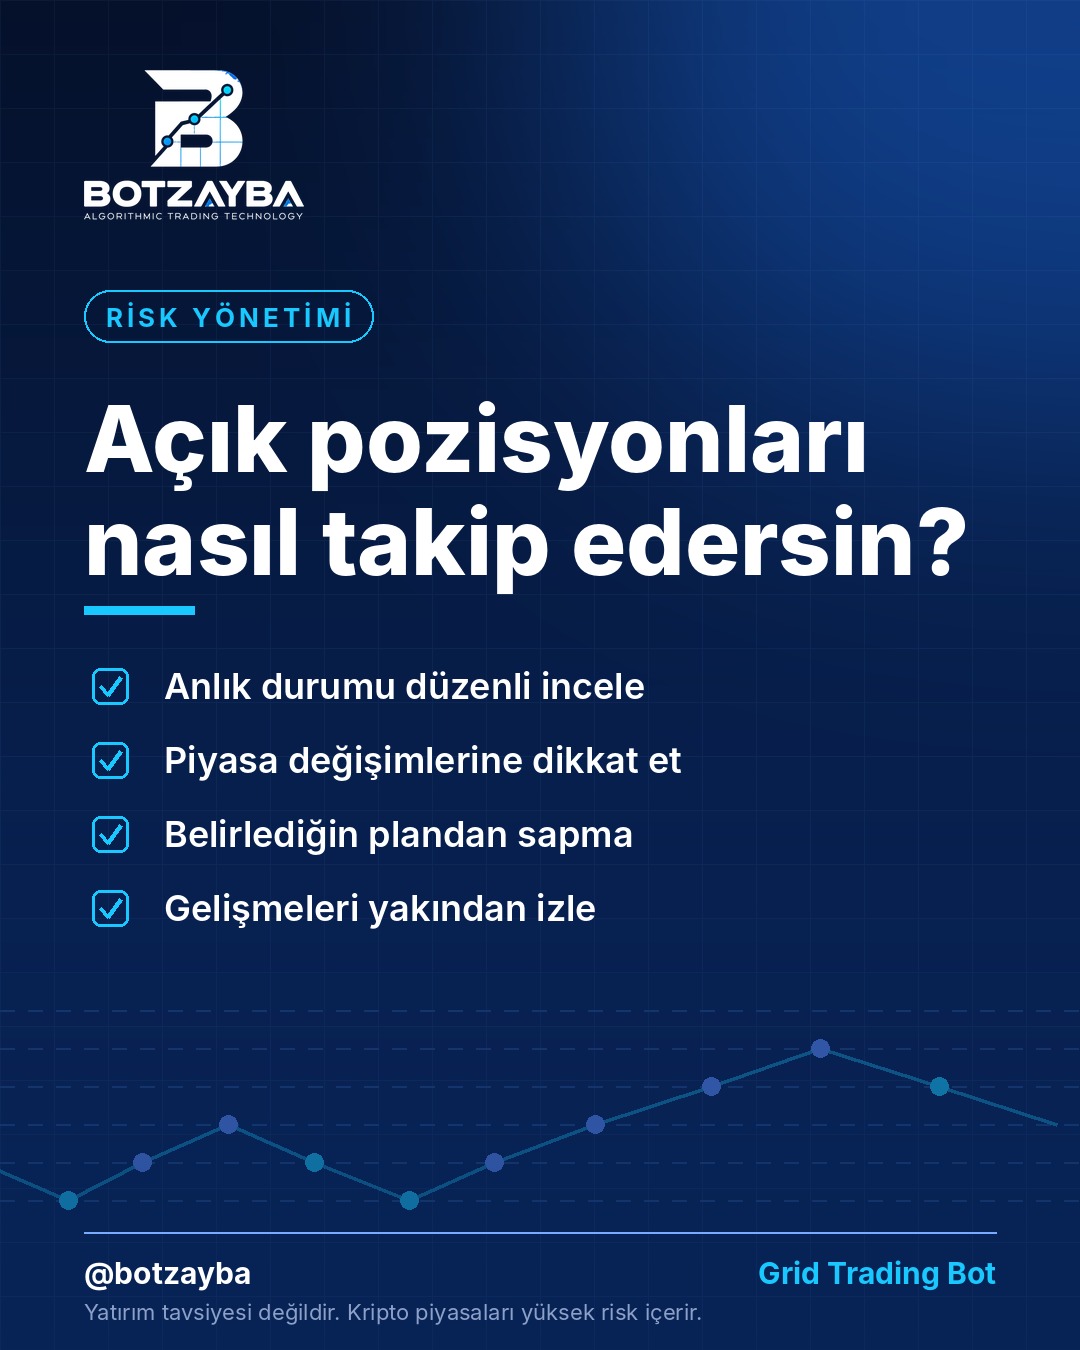 BOTZAYBA
ALGORITHMIC TRADING TECHNOLOGY
RİSK YÖNETİMİ
Açık pozisyonları
nasıl takip edersin?
Anlık durumu düzenli incele
Piyasa değişimlerine dikkat et
Belirlediğin plandan sapma
Gelişmeleri yakından izle
@botzayba
Grid Trading Bot
Yatırım tavsiyesi değildir. Kripto piyasaları yüksek risk içerir.